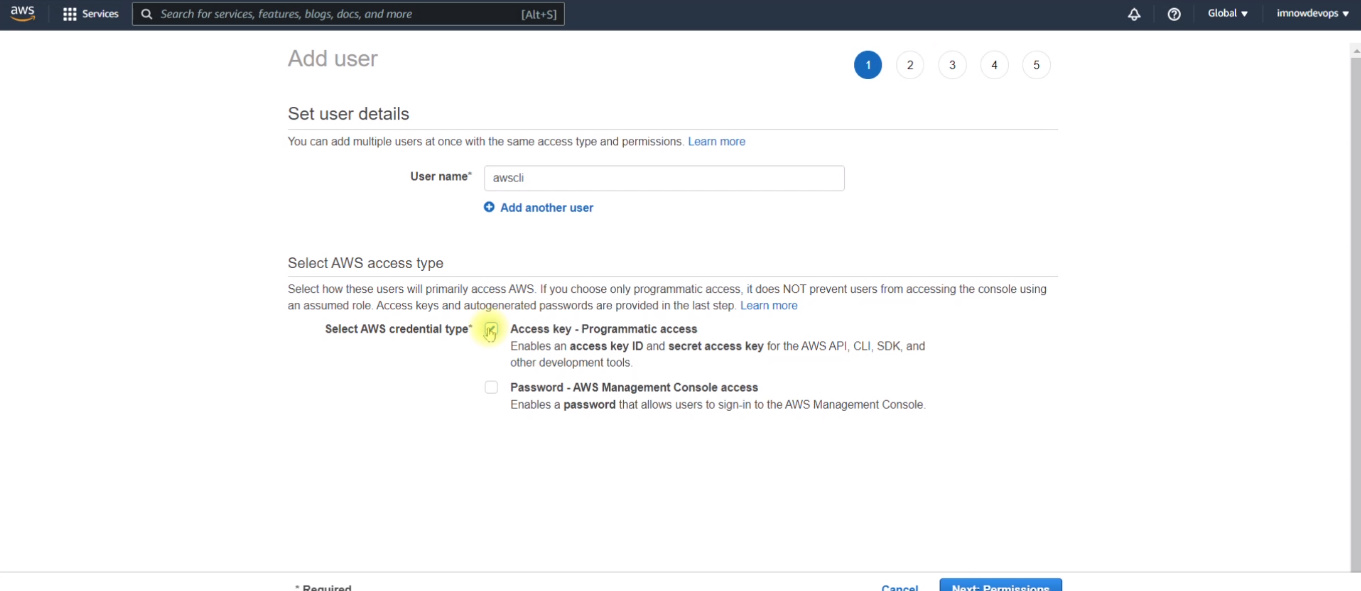 aws Services Search for services, features, blogs, docs, and more [Alt+S] Global imnowdevops
Add user 1 2 3 4 5
Set user details
You can add multiple users at once with the same access type and permissions. Learn more
User name* awscli
Add another user
Select AWS access type
Select how these users will primarily access AWS. If you choose only programmatic access, it does NOT prevent users from accessing the console using
an assumed role. Access keys and autogenerated passwords are provided in the last step. Learn more
Select AWS credential type* Access key - Programmatic access
Enables an access key ID and secret access key for the AWS API, CLI, SDK, and
other development tools.
Password - AWS Management Console access
Enables a password that allows users to sign-in to the AWS Management Console.
* Required Cancel Next: Permissions